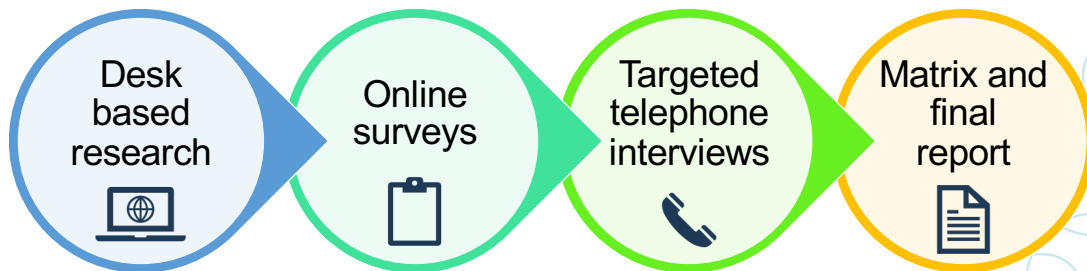 Desk
based
research
Online
surveys
Targeted
telephone
interviews
Matrix and
final
report